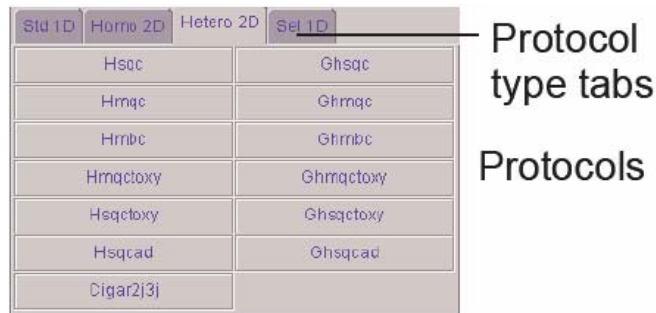 Std 1D Homo 2D Hetero 2D Sel 1D
Protocol
type tabs
Hsqc Ghsqc
Hmqc Ghmqc
Hmbc Ghmbc
Protocols
Hmqctoxy Ghmqctoxy
Hsqctoxy Ghsqctoxy
Hsqcad Ghsqcad
Cigar2j3j